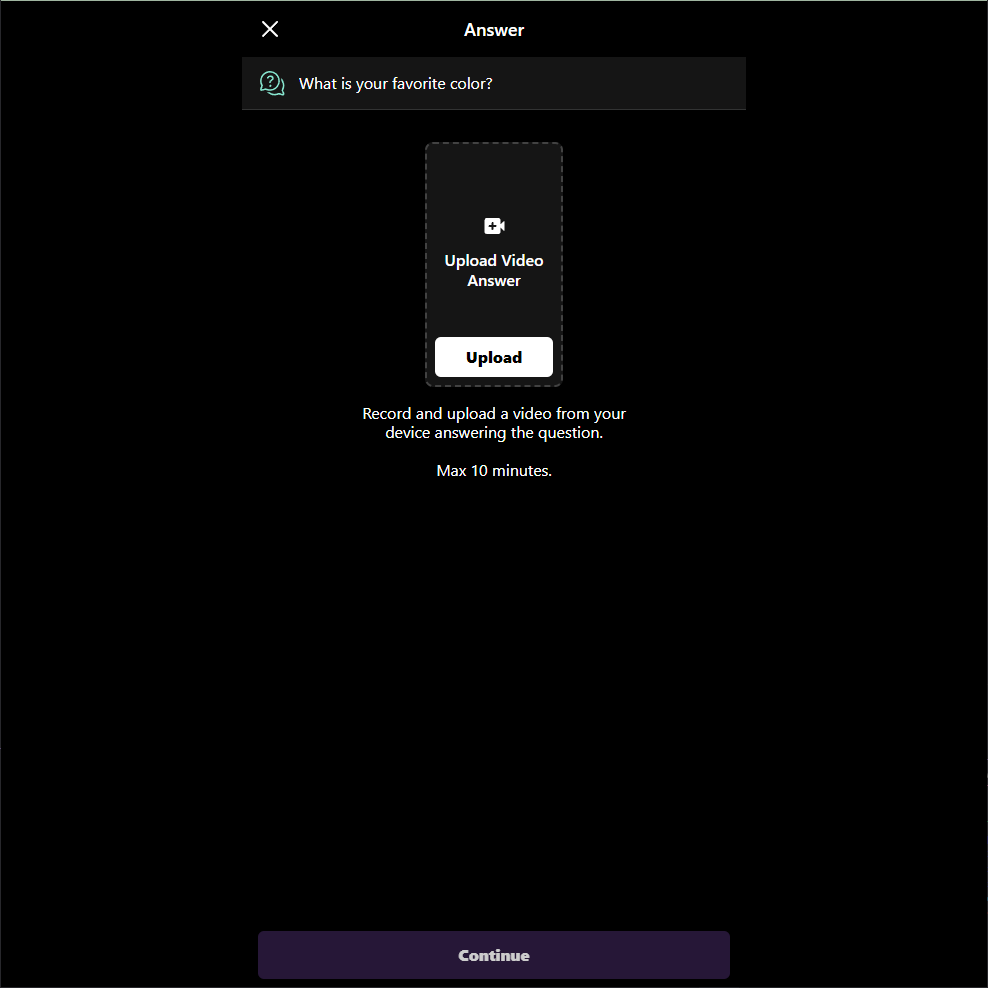 Answer
What is your favorite color?
Upload Video
Answer
Upload
Record and upload a video from your
device answering the question.
Max 10 minutes.
Continue